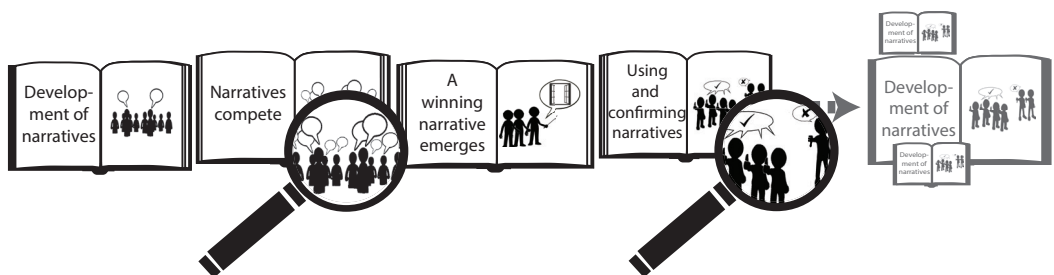 Develop-
ment of
narratives
Narratives
compete
A
winning
narrative
emerges
Using
and
confirming
narratives
Develop-
ment of
narratives
Develop-
ment of
narratives
Develop-
ment of
narratives